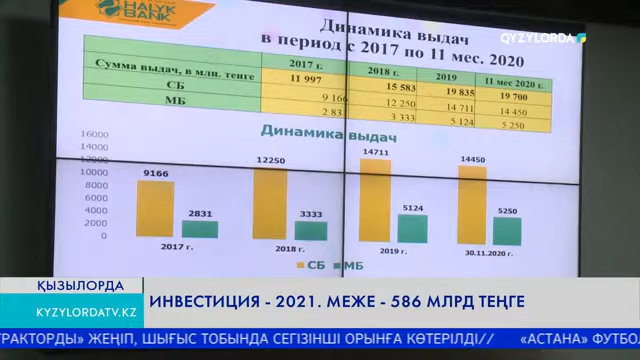 HALYK BANK
Динамика выдач
в период с 2017 по 11 мес. 2020
QYZYLORDA
2017 г. 2018 г. 2019 11 мес 2020 г.
Сумма выдач, в млн. тенге 11 997 15 583 19 835 19 700
СБ 9 166 12 250 14 711 14 450
МБ 2 831 3 333 5 124 5 250
Динамика выдач
16000
14000
12000
10000
8000
6000
4000
2000
0
9166 2831 12250 3333 14711 5124 14450 5250
2017 г. 2018 г. 2019 г. 30.11.2020 г.
СБ МБ
ҚЫЗЫЛОРДА
KYZYLORDATV.KZ
ИНВЕСТИЦИЯ - 2021. МЕЖЕ - 586 МЛРД ТЕҢГЕ
ТРАКТОРДЫ» ЖЕҢІП, ШЫҒЫС ТОБЫНДА СЕГІЗІНШІ ОРЫНҒА КӨТЕРІЛДІ// «АСТАНА» ФУТБО